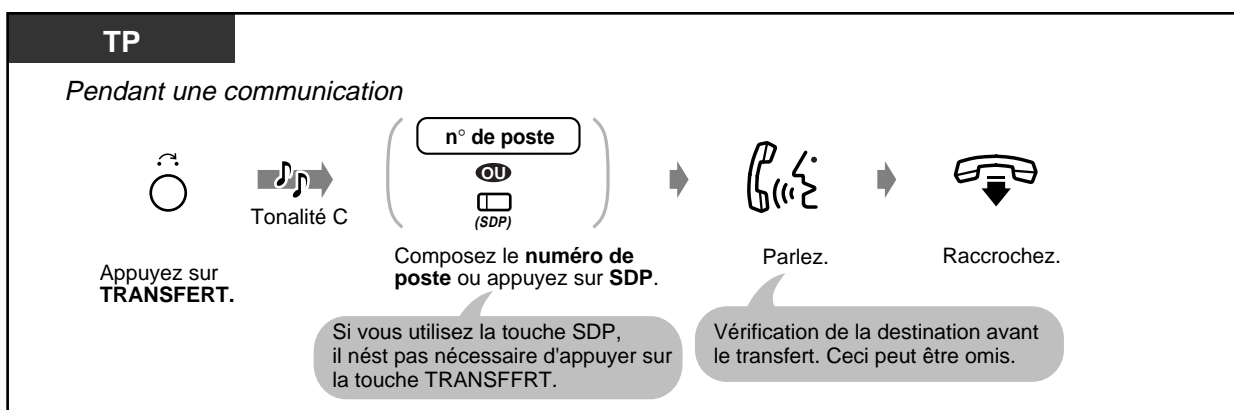 TP
Pendant une communication
n° de poste
OU
(SDP)
Tonalité C
Appuyez sur
TRANSFERT.
Composez le numéro de
poste ou appuyez sur SDP.
Parlez.
Raccrochez.
Si vous utilisez la touche SDP,
il nést pas nécessaire d'appuyer sur
la touche TRANSFFRT.
Vérification de la destination avant
le transfert. Ceci peut être omis.